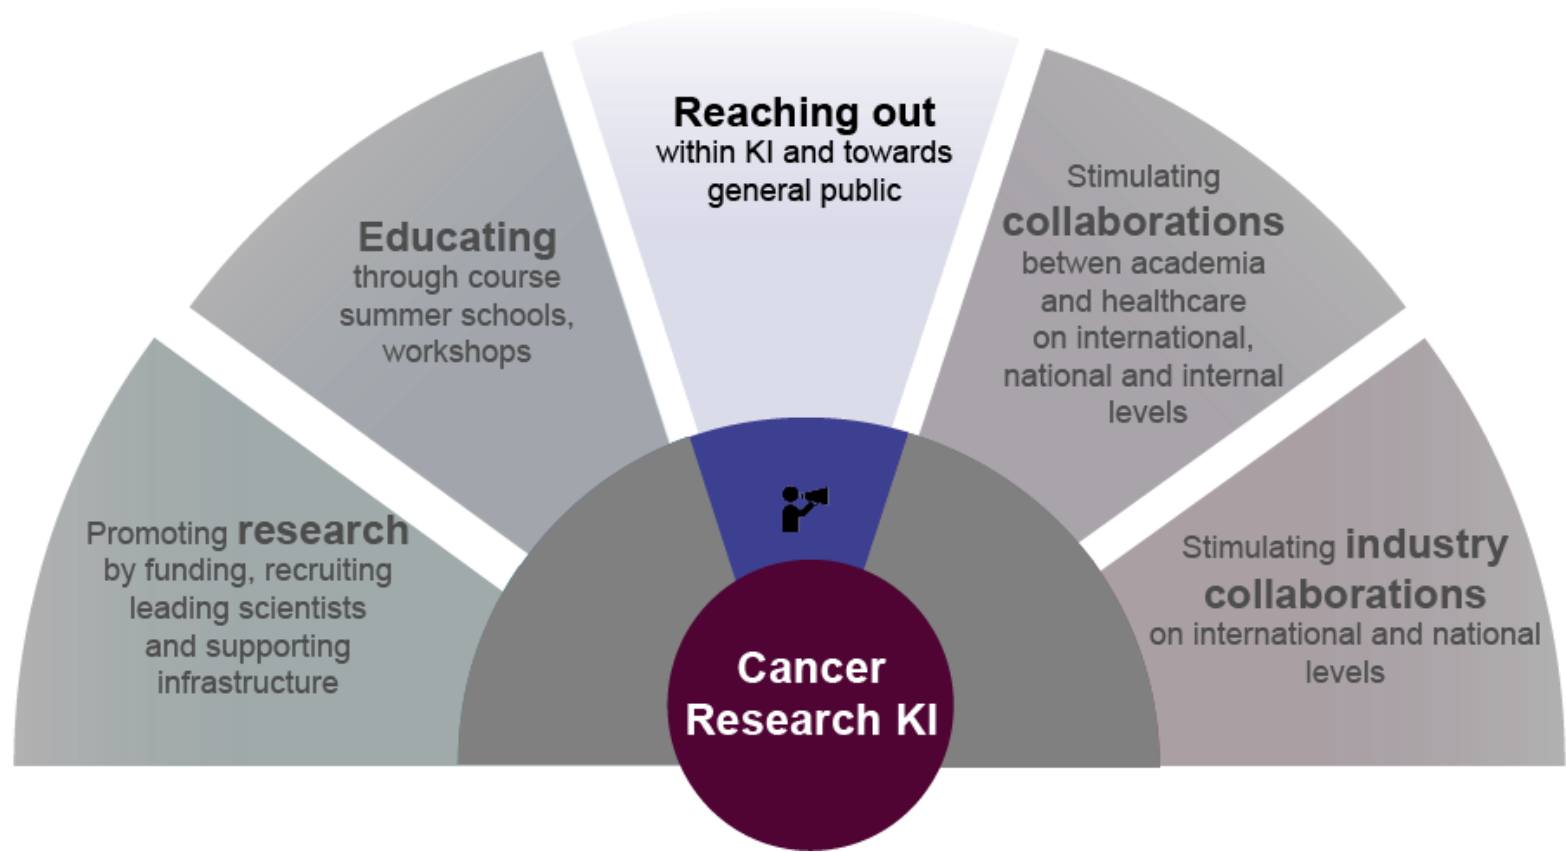 Reaching out
within KI and towards
general public
Educating
through course
summer schools,
workshops
Stimulating
collaborations
betwen academia
and healthcare
on international,
national and internal
levels
Promoting research
by funding, recruiting
leading scientists
and supporting
infrastructure
Stimulating industry
collaborations
on international and national
levels
Cancer
Research KI